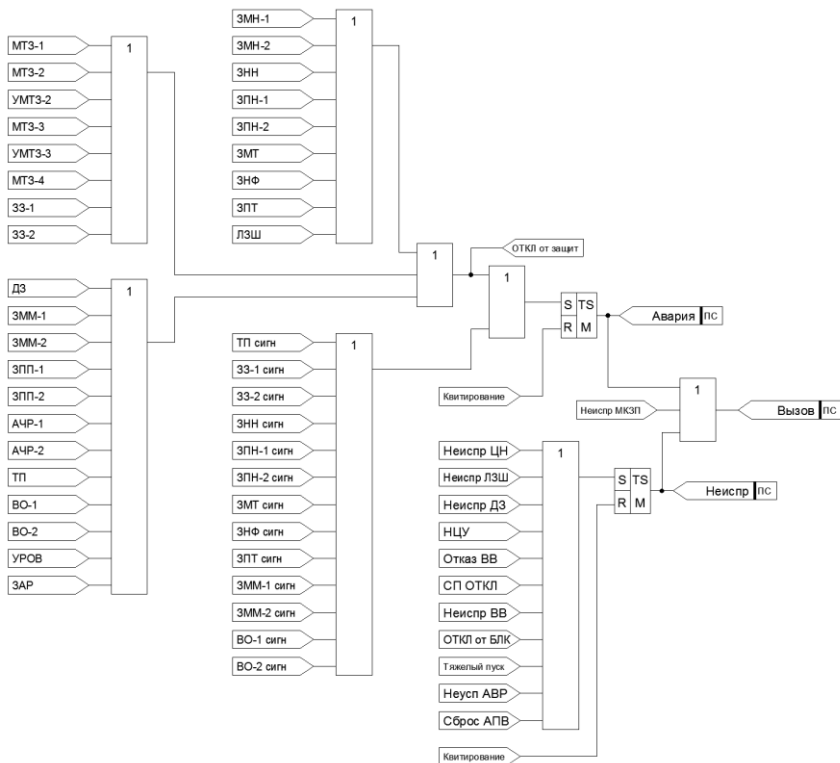 МТЗ-1
МТЗ-2
УМТЗ-2
МТЗ-3
УМТЗ-3
МТЗ-4
ЗЗ-1
ЗЗ-2
1
ЗМН-1
ЗМН-2
ЗНН
ЗПН-1
ЗПН-2
ЗМТ
ЗНФ
ЗПТ
ЛЗШ
1
ДЗ
ЗММ-1
ЗММ-2
ЗПП-1
ЗПП-2
АЧР-1
АЧР-2
ТП
ВО-1
ВО-2
УРОВ
ЗАР
1
1
ОТКЛ от защит
1
ТП сигн
ЗЗ-1 сигн
ЗЗ-2 сигн
ЗНН сигн
ЗПН-1 сигн
ЗПН-2 сигн
ЗМТ сигн
ЗНФ сигн
ЗПТ сигн
ЗММ-1 сигн
ЗММ-2 сигн
ВО-1 сигн
ВО-2 сигн
1
S TS
R M
Квитирование
Авария ПС
Неиспр МКЗП
1
Вызов ПС
Неиспр ЦН
Неиспр ЛЗШ
Неиспр ДЗ
НЦУ
Отказ ВВ
СП ОТКЛ
Неиспр ВВ
ОТКЛ от БЛК
Тяжелый пуск
Неусп АВР
Сброс АПВ
1
S TS
R M
Неиспр ПС
Квитирование